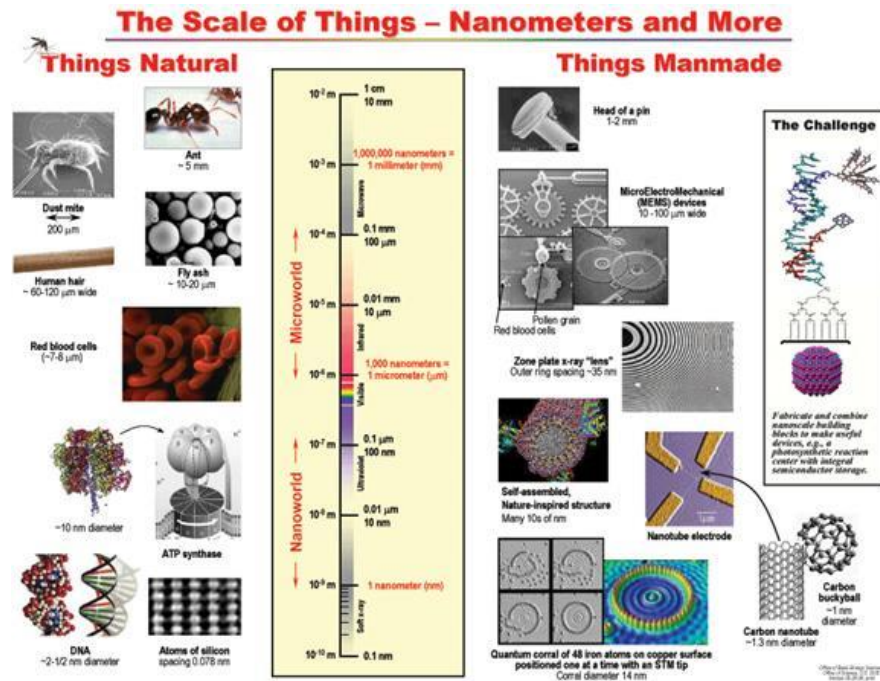 The Scale of Things – Nanometers and More
Things Natural
Things Manmade
Ant
~ 5 mm
Dust mite
200 μm
Human hair
~ 60-120 μm wide
Fly ash
~ 10-20 μm
Red blood cells
(~7-8 μm)
~10 nm diameter
ATP synthase
DNA
~2-1/2 nm diameter
Atoms of silicon
spacing 0.078 nm
10⁻² m
1 cm
10 mm
10⁻³ m
1,000,000 nanometers =
1 millimeter (mm)
Microwave
10⁻⁴ m
0.1 mm
100 μm
Microworld
10⁻⁵ m
0.01 mm
10 μm
Infrared
10⁻⁶ m
1,000 nanometers =
1 micrometer (μm)
Visible
10⁻⁷ m
0.1 μm
100 nm
Ultraviolet
Nanoworld
10⁻⁸ m
0.01 μm
10 nm
10⁻⁹ m
1 nanometer (nm)
Soft x-ray
10⁻¹⁰ m
0.1 nm
Head of a pin
1-2 mm
MicroElectroMechanical
(MEMS) devices
10 -100 μm wide
Pollen grain
Red blood cells
Zone plate x-ray "lens"
Outer ring spacing ~35 nm
Self-assembled,
Nature-inspired structure
Many 10s of nm
1μm
Nanotube electrode
Carbon
buckyball
~1 nm
diameter
Carbon nanotube
~1.3 nm diameter
Quantum corral of 48 iron atoms on copper surface
positioned one at a time with an STM tip
Corral diameter 14 nm
The Challenge
Fabricate and combine
nanoscale building
blocks to make useful
devices, e.g., a
photosynthetic reaction
center with integral
semiconductor storage.